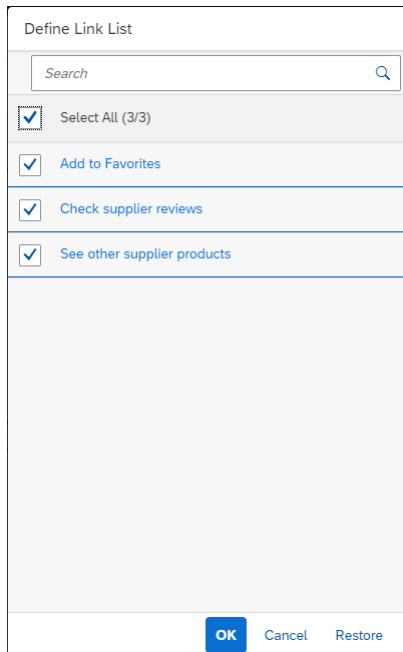 Define Link List
Search
Select All (3/3)
Add to Favorites
Check supplier reviews
See other supplier products
OK Cancel Restore